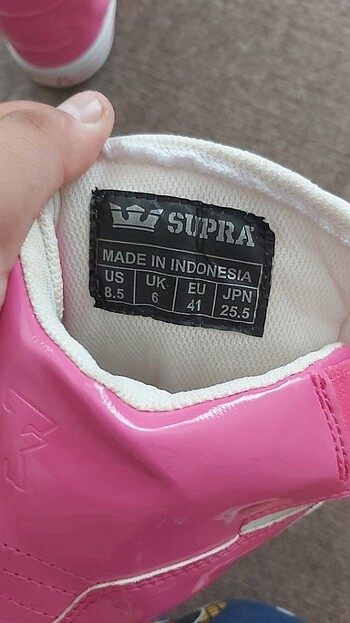 SUPRA
MADE IN INDONESIA
US UK EU JPN
8.5 6 41 25.5